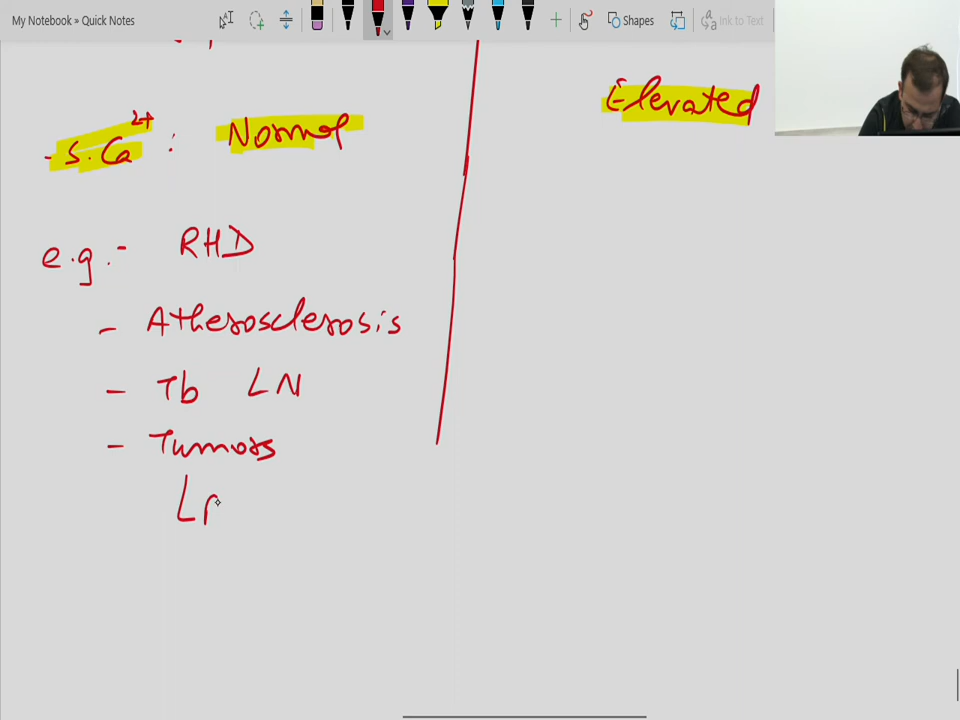 My Notebook » Quick Notes
Shapes
Ink to Text
- S. Ca2+ : Normal
Elevated
e.g :- RHD
- Atherosclerosis
- Tb LN
- Tumors